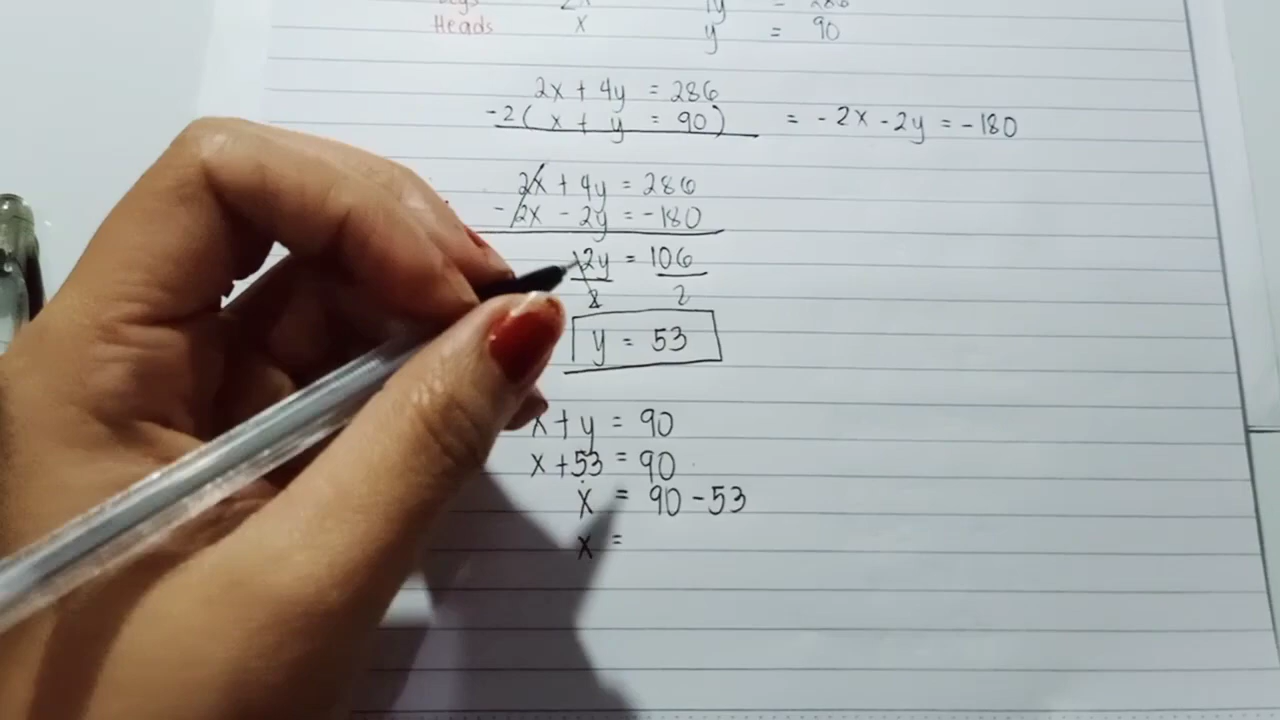 = 286
Heads x y = 90
2x + 4y = 286
-2 ( x + y = 90) = - 2x - 2y = -180
2x + 4y = 286
- 2x - 2y = -180
2y = 106
2 2
y = 53
x + y = 90
x + 53 = 90
x = 90 - 53
x =